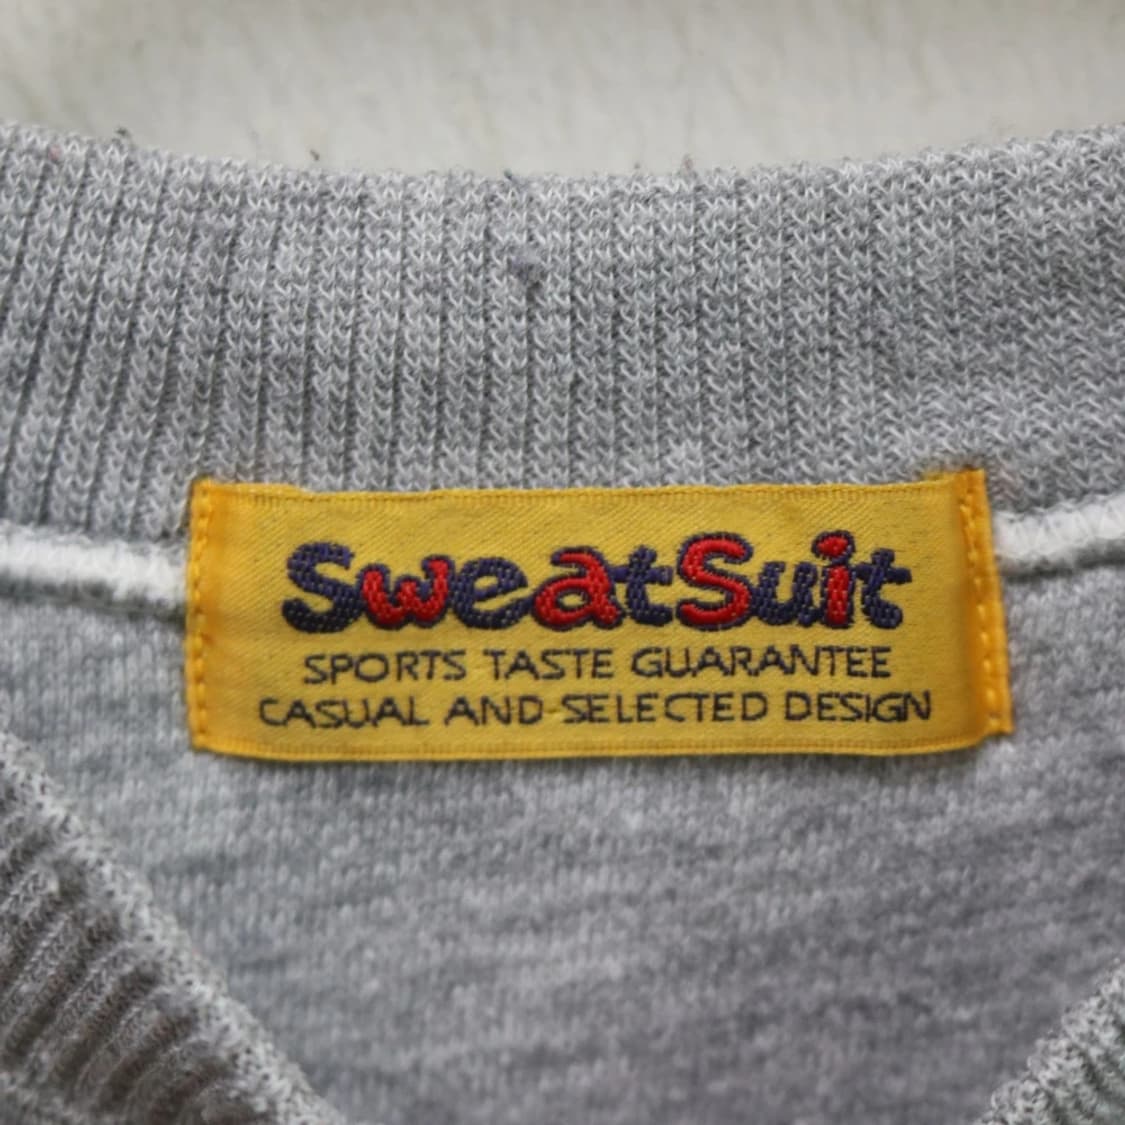 SweatSuit
SPORTS TASTE GUARANTEE
CASUAL AND SELECTED DESIGN